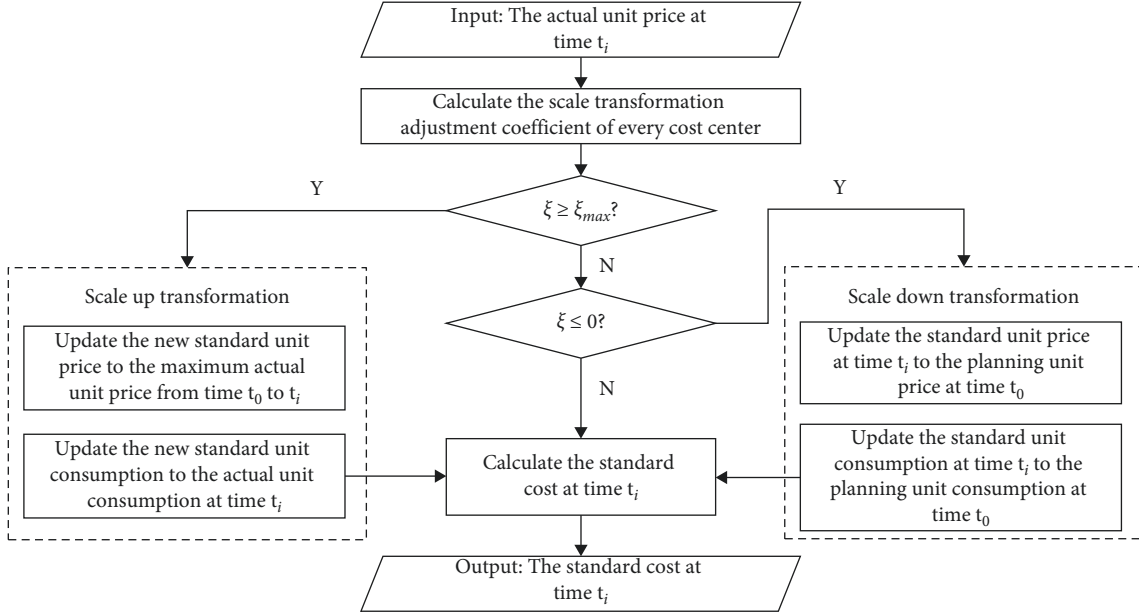 Input: The actual unit price at
time tᵢ
Calculate the scale transformation
adjustment coefficient of every cost center
ξ ≥ ξmax?
Y
Y
N
Scale up transformation
Update the new standard unit
price to the maximum actual
unit price from time t₀ to tᵢ
Update the new standard unit
consumption to the actual unit
consumption at time tᵢ
ξ ≤ 0?
N
Scale down transformation
Update the standard unit price
at time tᵢ to the planning unit
price at time t₀
Update the standard unit
consumption at time tᵢ to the
planning unit consumption at
time t₀
Calculate the standard
cost at time tᵢ
Output: The standard cost at
time tᵢ